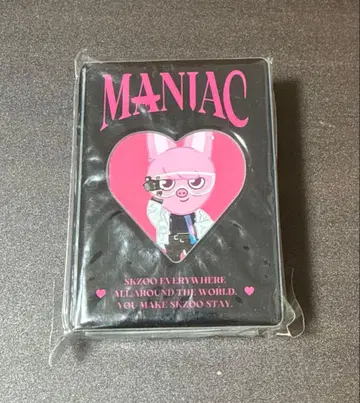 MANIAC
SKZOO EVERYWHERE
ALL AROUND THE WORLD.
YOU MAKE SKZOO STAY.